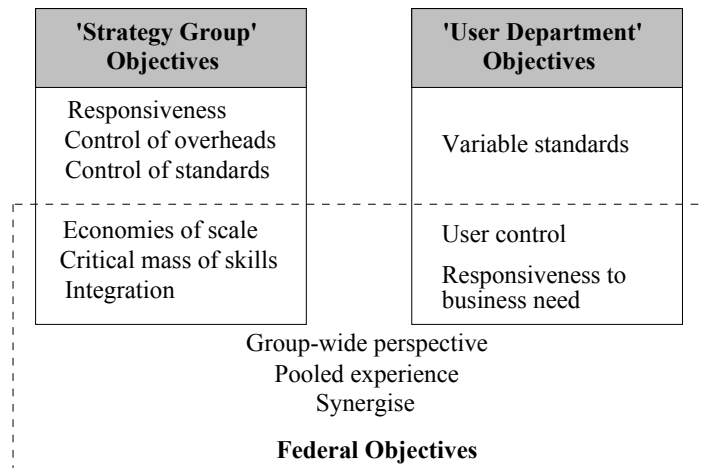 'Strategy Group'
Objectives
Responsiveness
Control of overheads
Control of standards
Economies of scale
Critical mass of skills
Integration
'User Department'
Objectives
Variable standards
User control
Responsiveness to
business need
Group-wide perspective
Pooled experience
Synergise
Federal Objectives